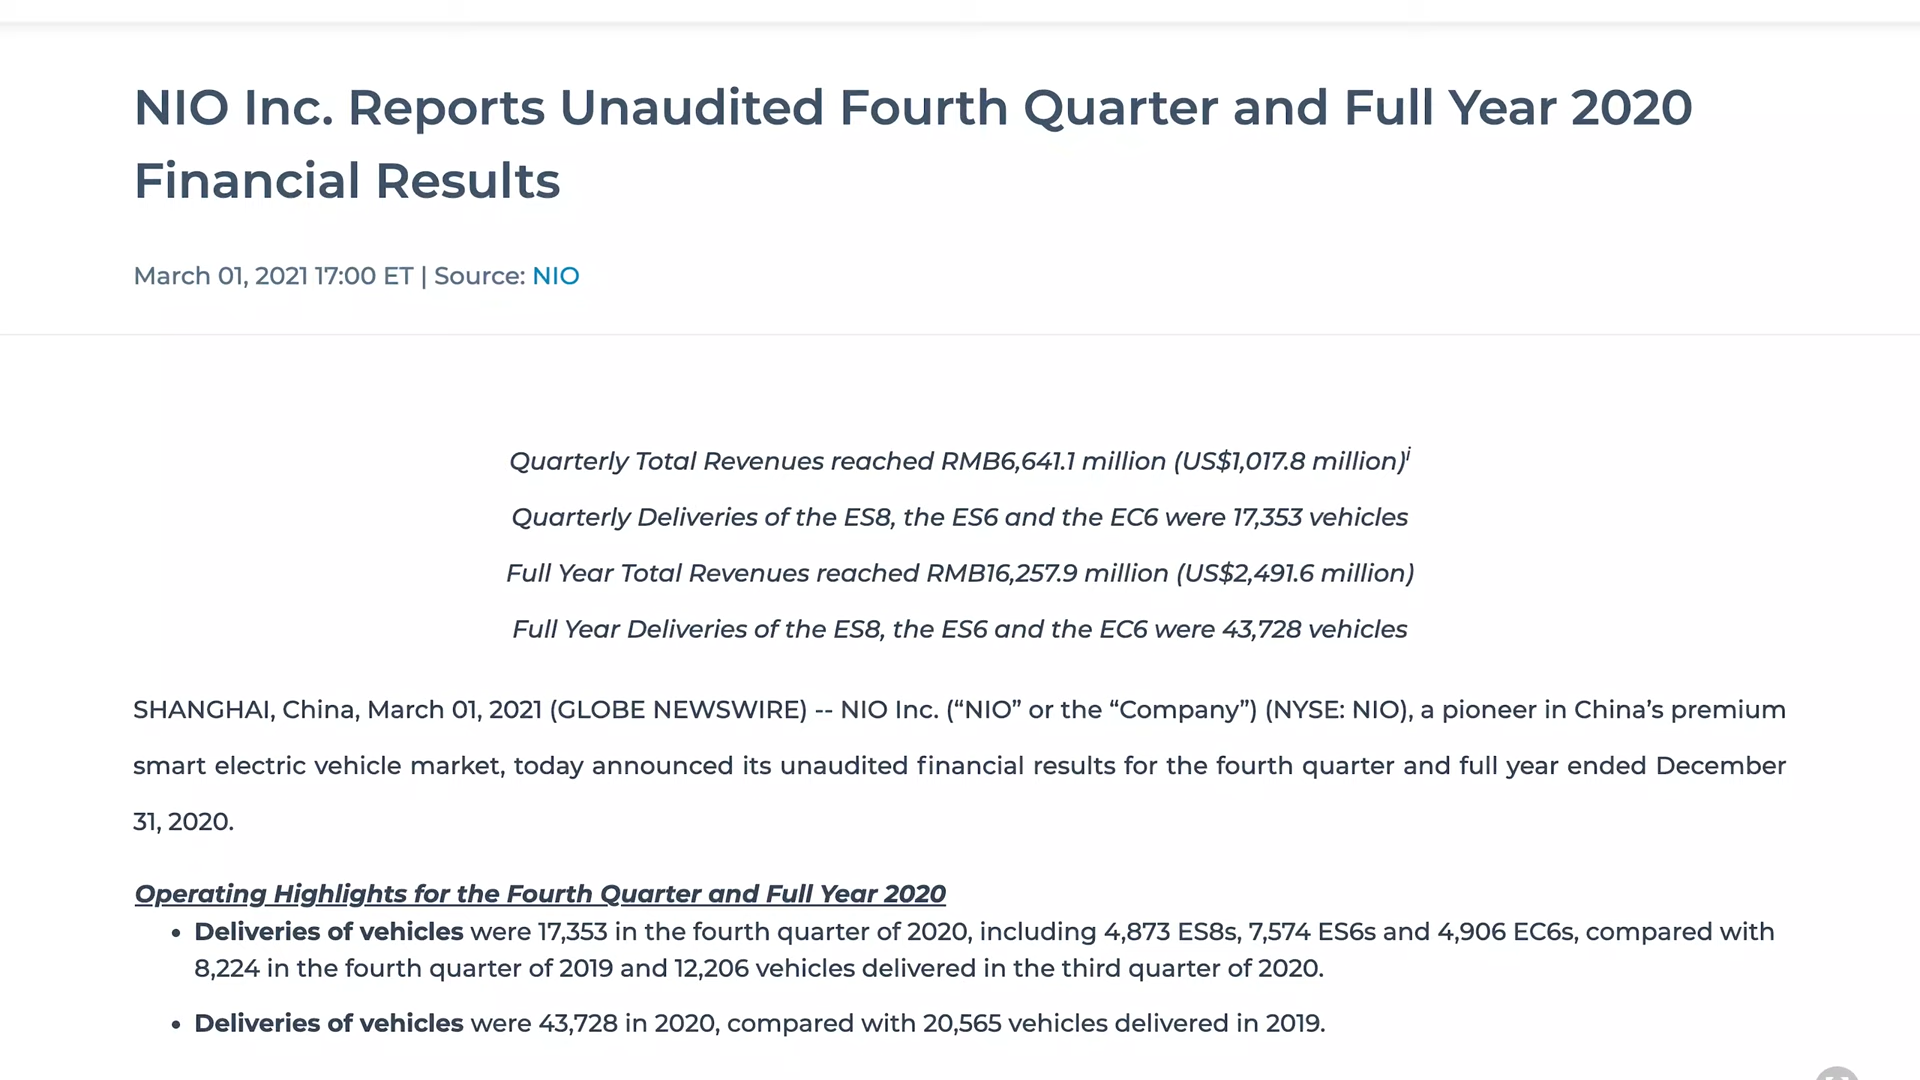 NIO Inc. Reports Unaudited Fourth Quarter and Full Year 2020
Financial Results
March 01, 2021 17:00 ET | Source: NIO
Quarterly Total Revenues reached RMB6,641.1 million (US$1,017.8 million)i
Quarterly Deliveries of the ES8, the ES6 and the EC6 were 17,353 vehicles
Full Year Total Revenues reached RMB16,257.9 million (US$2,491.6 million)
Full Year Deliveries of the ES8, the ES6 and the EC6 were 43,728 vehicles
SHANGHAI, China, March 01, 2021 (GLOBE NEWSWIRE) -- NIO Inc. (“NIO” or the “Company”) (NYSE: NIO), a pioneer in China’s premium
smart electric vehicle market, today announced its unaudited financial results for the fourth quarter and full year ended December
31, 2020.
Operating Highlights for the Fourth Quarter and Full Year 2020
• Deliveries of vehicles were 17,353 in the fourth quarter of 2020, including 4,873 ES8s, 7,574 ES6s and 4,906 EC6s, compared with
8,224 in the fourth quarter of 2019 and 12,206 vehicles delivered in the third quarter of 2020.
• Deliveries of vehicles were 43,728 in 2020, compared with 20,565 vehicles delivered in 2019.